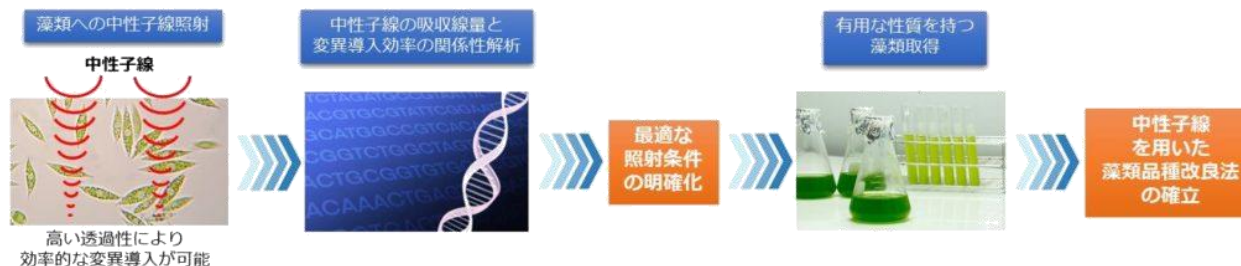 藻類への中性子線照射
中性子線
高い透過性により
効率的な変異導入が可能
中性子線の吸収線量と
変異導入効率の関係性解析
最適な
照射条件
の明確化
有用な性質を持つ
藻類取得
中性子線
を用いた
藻類品種改良法
の確立